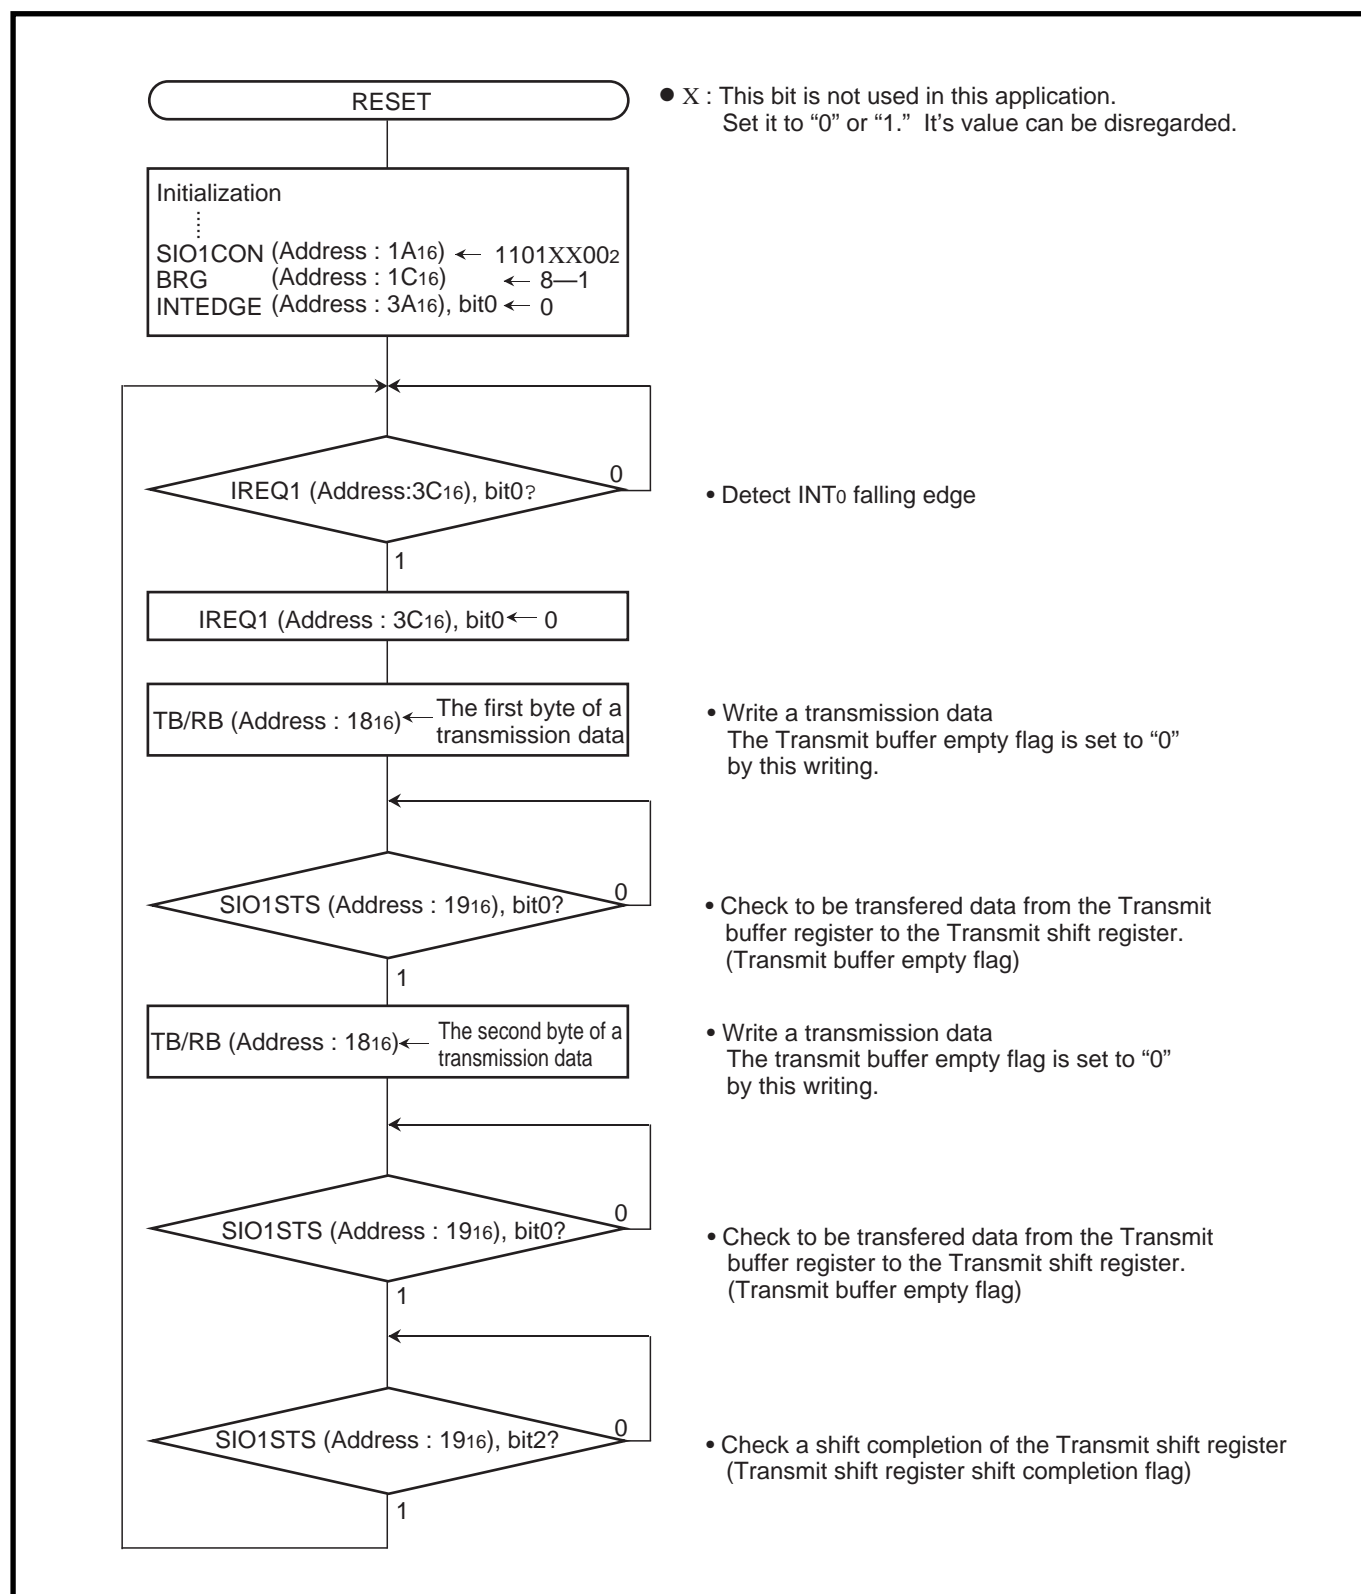 RESET
● X : This bit is not used in this application.
Set it to “0” or “1.” It’s value can be disregarded.
Initialization
SIO1CON (Address : 1A16) ← 1101XX002
BRG (Address : 1C16) ← 8—1
INTEDGE (Address : 3A16), bit0 ← 0
IREQ1 (Address:3C16), bit0?
0
• Detect INT0 falling edge
1
IREQ1 (Address : 3C16), bit0 ← 0
TB/RB (Address : 1816) ← The first byte of a
transmission data
• Write a transmission data
The Transmit buffer empty flag is set to “0”
by this writing.
SIO1STS (Address : 1916), bit0?
0
• Check to be transfered data from the Transmit
buffer register to the Transmit shift register.
(Transmit buffer empty flag)
1
TB/RB (Address : 1816) ← The second byte of a
transmission data
• Write a transmission data
The transmit buffer empty flag is set to “0”
by this writing.
SIO1STS (Address : 1916), bit0?
0
• Check to be transfered data from the Transmit
buffer register to the Transmit shift register.
(Transmit buffer empty flag)
1
SIO1STS (Address : 1916), bit2?
0
• Check a shift completion of the Transmit shift register
(Transmit shift register shift completion flag)
1